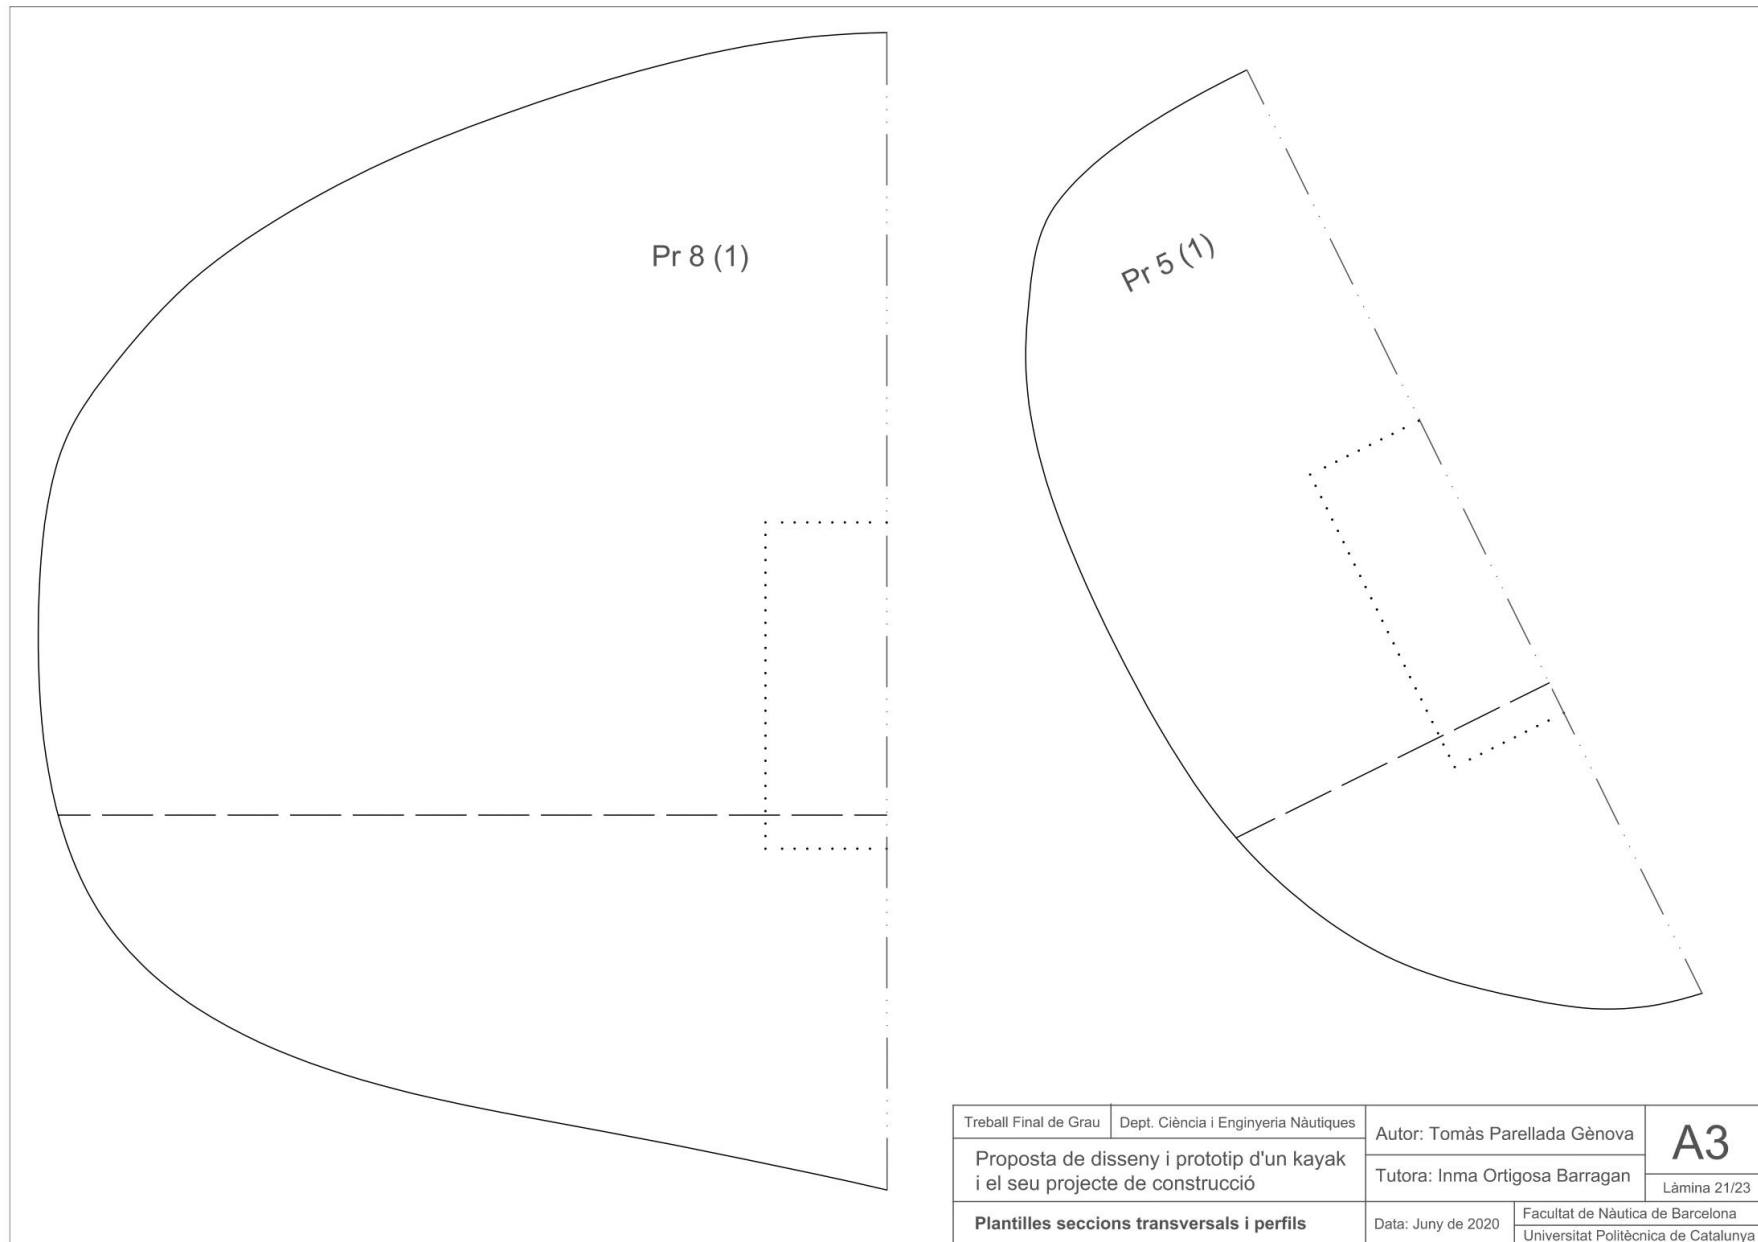 Pr 8 (1)
Pr 5 (1)
Treball Final de Grau
Dept. Ciència i Enginyeria Nàutiques
Proposta de disseny i prototip d'un kayak
i el seu projecte de construcció
Plantilles seccions transversals i perfils
Autor: Tomàs Parellada Gènova
Tutora: Inma Ortigosa Barragan
A3
Làmina 21/23
Data: Juny de 2020
Facultat de Nàutica de Barcelona
Universitat Politècnica de Catalunya